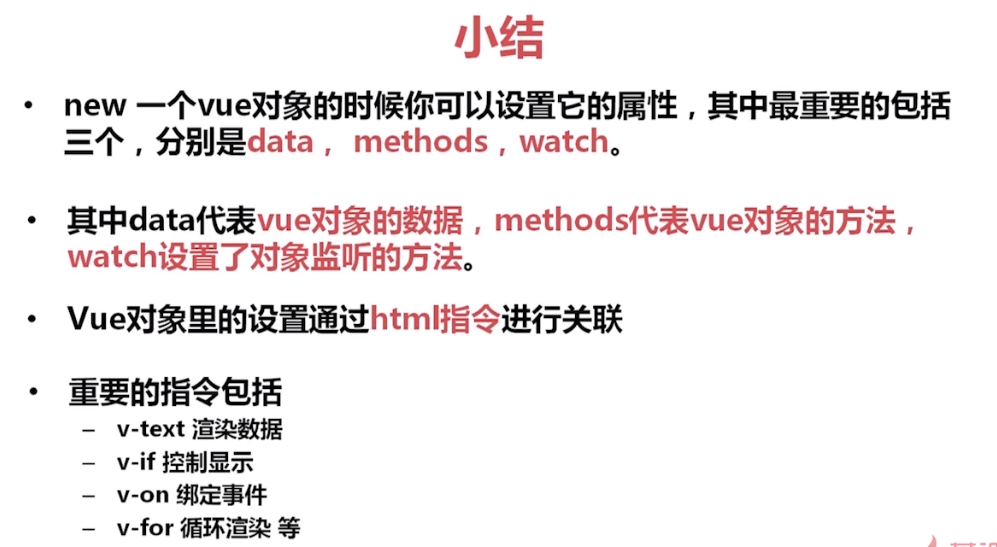 小结
• new 一个vue对象的时候你可以设置它的属性，其中最重要的包括
三个，分别是data， methods，watch。
• 其中data代表vue对象的数据，methods代表vue对象的方法，
watch设置了对象监听的方法。
• Vue对象里的设置通过html指令进行关联
• 重要的指令包括
– v-text 渲染数据
– v-if 控制显示
– v-on 绑定事件
– v-for 循环渲染 等